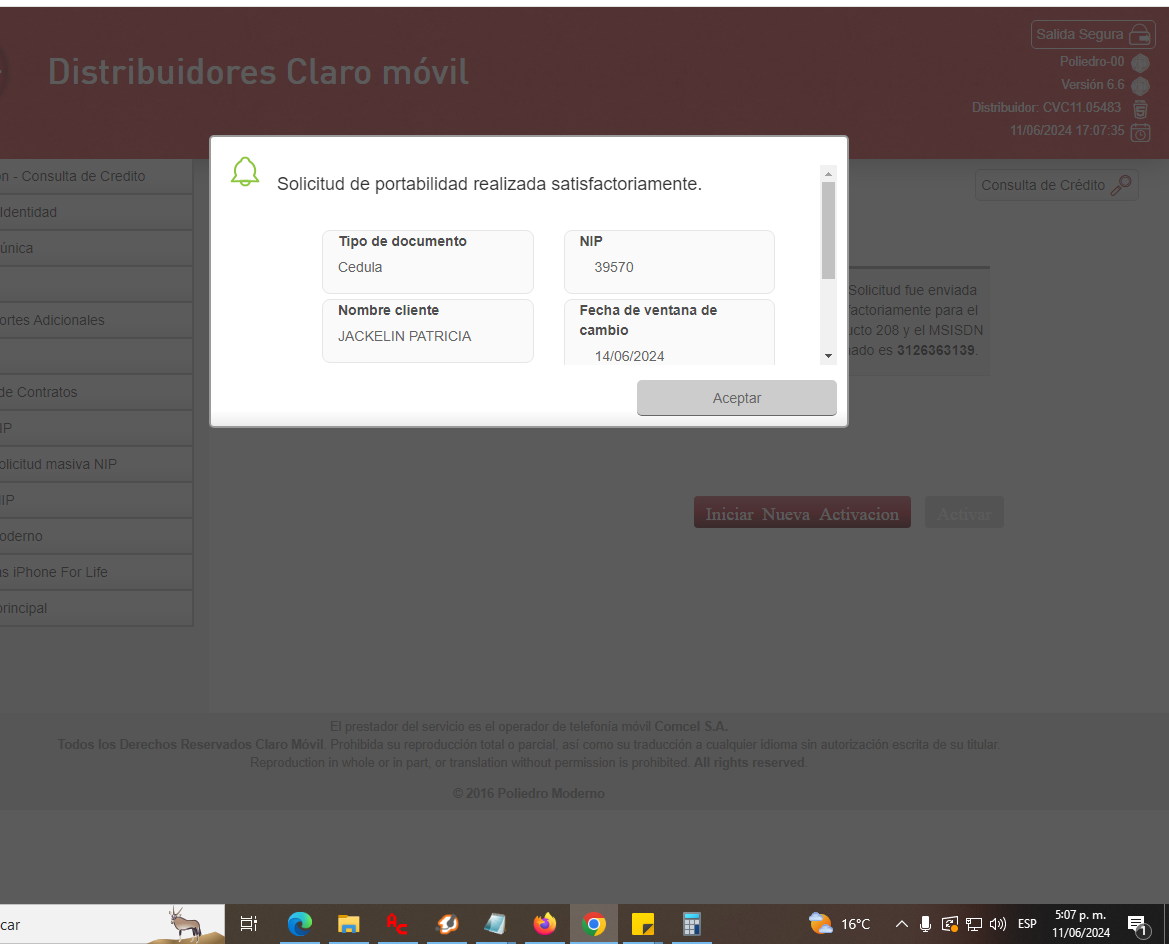 Salida Segura
Distribuidores Claro móvil
Poliedro-00
Versión 6.6
Distribuidor: CVC11.05483
11/06/2024 17:07:35
n - Consulta de Credito
Identidad
única
ortes Adicionales
de Contratos
IP
olicitud masiva NIP
IP
oderno
s iPhone For Life
principal
Consulta de Crédito
Solicitud de portabilidad realizada satisfactoriamente.
Tipo de documento
Cedula
NIP
39570
Nombre cliente
JACKELIN PATRICIA
Fecha de ventana de
cambio
14/06/2024
Aceptar
Solicitud fue enviada
factoriamente para el
ucto 208 y el MSISDN
nado es 3126363139.
Iniciar Nueva Activacion
Activar
El prestador del servicio es el operador de telefonía móvil Comcel S.A.
Todos los Derechos Reservados Claro Móvil. Prohibida su reproducción total o parcial, así como su traducción a cualquier idioma sin autorización escrita de su titular.
Reproduction in whole or in part, or translation without permission is prohibited. All rights reserved.
© 2016 Poliedro Moderno
car
16°C
ESP
5:07 p. m.
11/06/2024
1